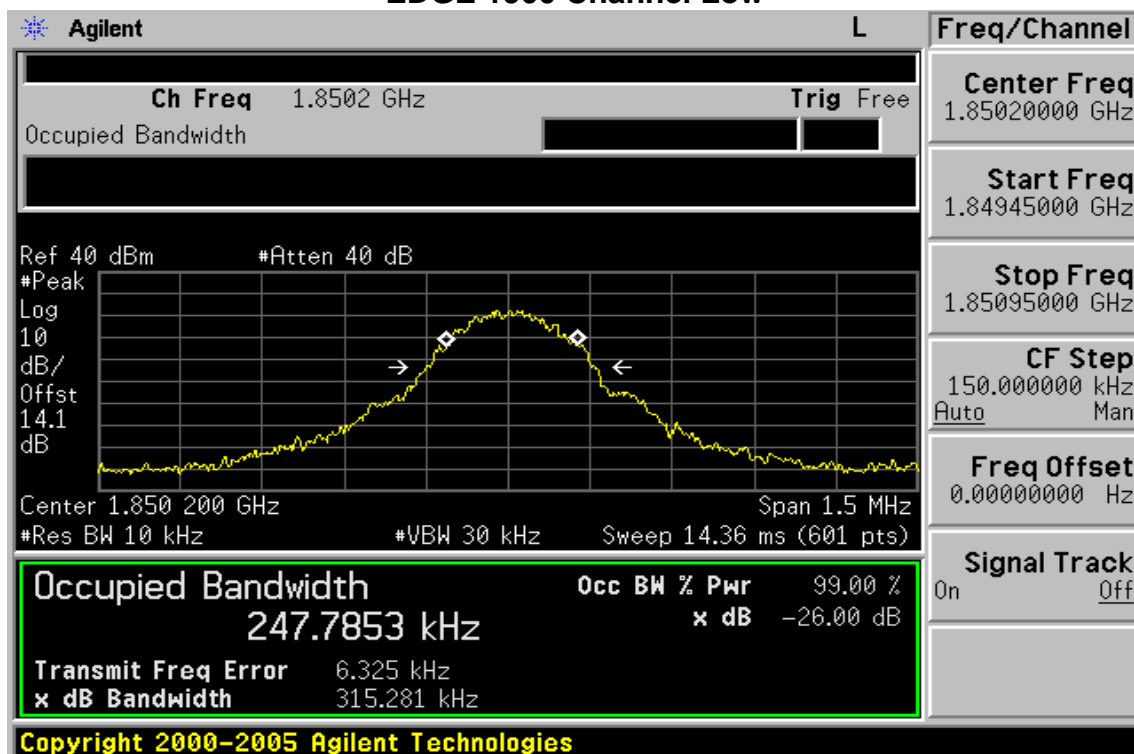 Agilent L Freq/Channel
Ch Freq 1.8502 GHz Trig Free
Occupied Bandwidth
Center Freq
1.85020000 GHz
Start Freq
1.84945000 GHz
Stop Freq
1.85095000 GHz
CF Step
150.000000 kHz
Auto Man
Freq Offset
0.00000000 Hz
Signal Track
On Off
Ref 40 dBm #Atten 40 dB
#Peak
Log
10
dB/
Offst
14.1
dB
Center 1.850 200 GHz Span 1.5 MHz
#Res BW 10 kHz #VBW 30 kHz Sweep 14.36 ms (601 pts)
Occupied Bandwidth Occ BW % Pwr 99.00 %
247.7853 kHz x dB -26.00 dB
Transmit Freq Error 6.325 kHz
x dB Bandwidth 315.281 kHz
Copyright 2000-2005 Agilent Technologies